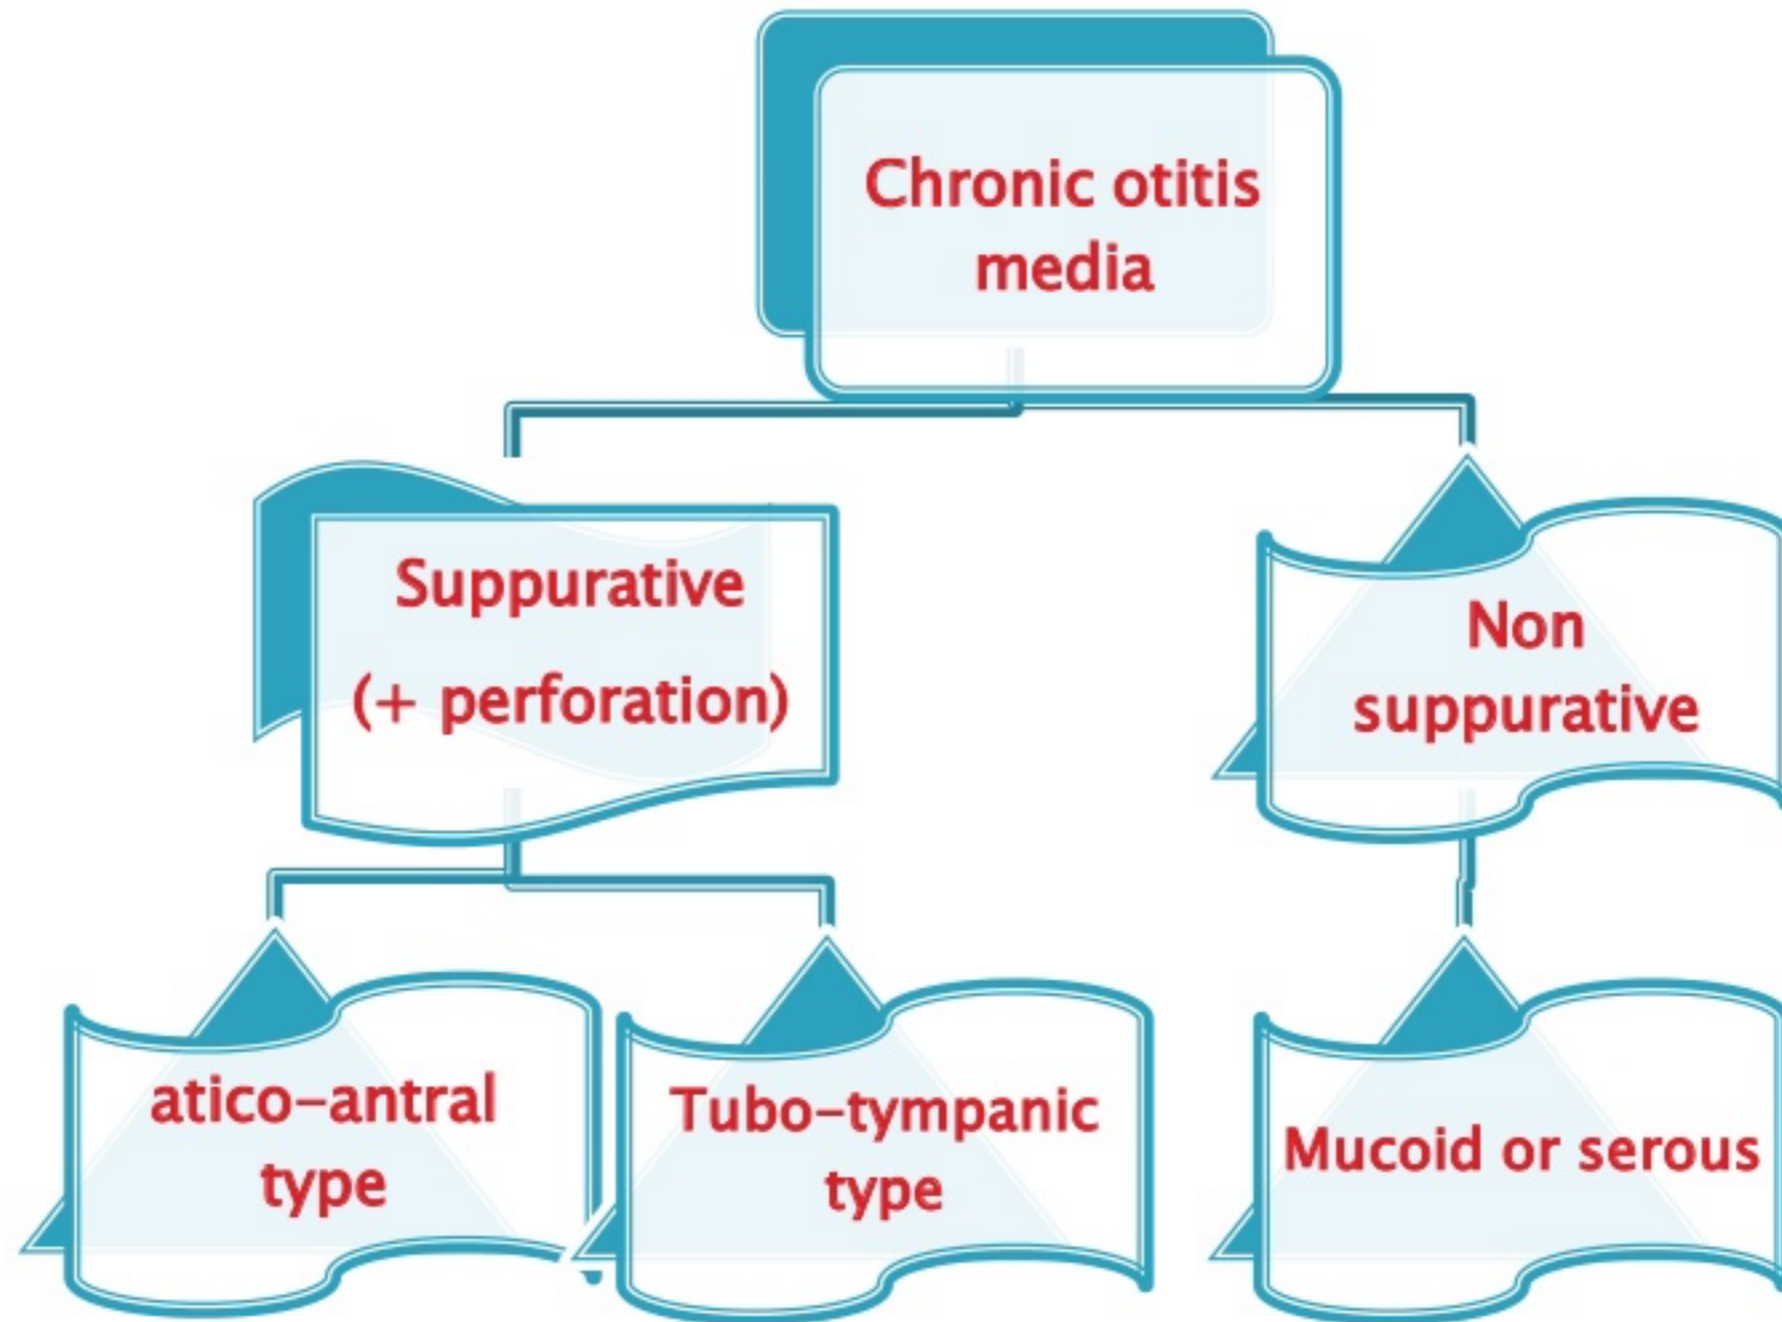 Chronic otitis
media
Suppurative
(+ perforation)
Non
suppurative
atico-antral
type
Tubo-tympanic
type
Mucoid or serous